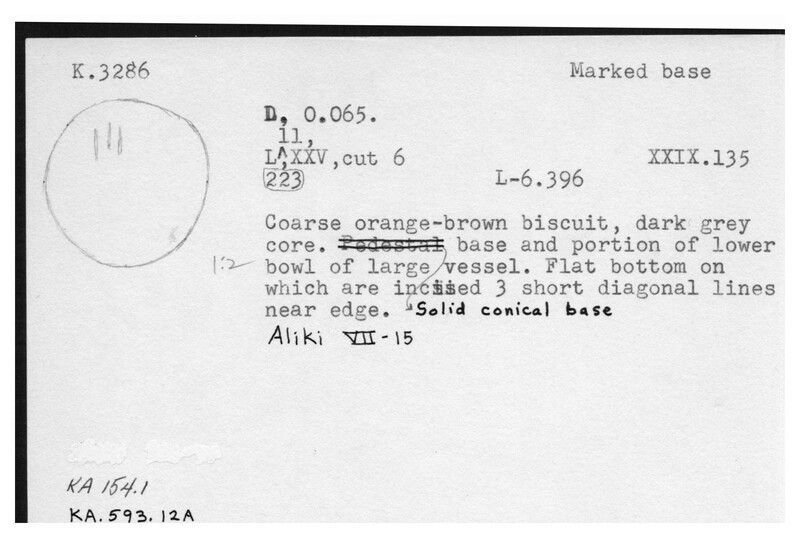 K.3286
Marked base
D, 0.065.
11,
L^,XXV,cut 6
XXIX.135
223
L-6.396
Coarse orange-brown biscuit, dark grey
core. Pedestal base and portion of lower
1:2
bowl of large vessel. Flat bottom on
which are incised 3 short diagonal lines
near edge. Solid conical base
Aliki VII-15
KA 154.1
KA.593.12A